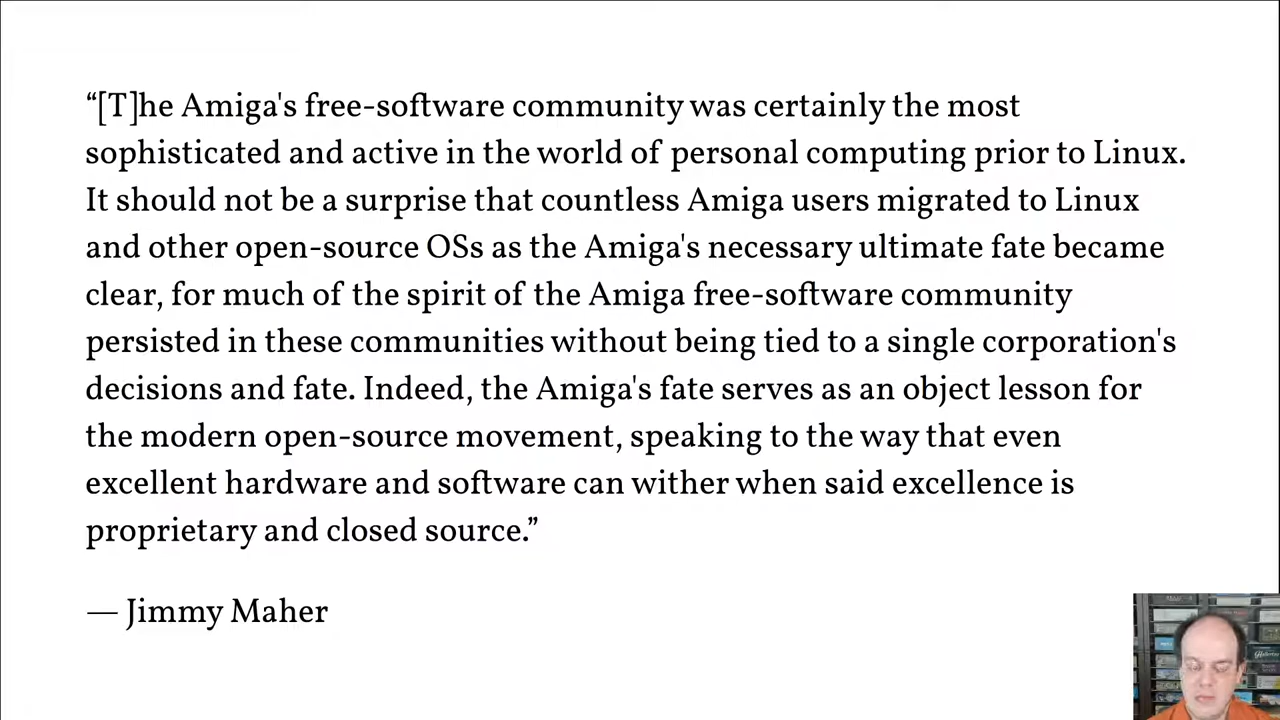 “[T]he Amiga's free-software community was certainly the most
sophisticated and active in the world of personal computing prior to Linux.
It should not be a surprise that countless Amiga users migrated to Linux
and other open-source OSs as the Amiga's necessary ultimate fate became
clear, for much of the spirit of the Amiga free-software community
persisted in these communities without being tied to a single corporation's
decisions and fate. Indeed, the Amiga's fate serves as an object lesson for
the modern open-source movement, speaking to the way that even
excellent hardware and software can wither when said excellence is
proprietary and closed source.”
— Jimmy Maher